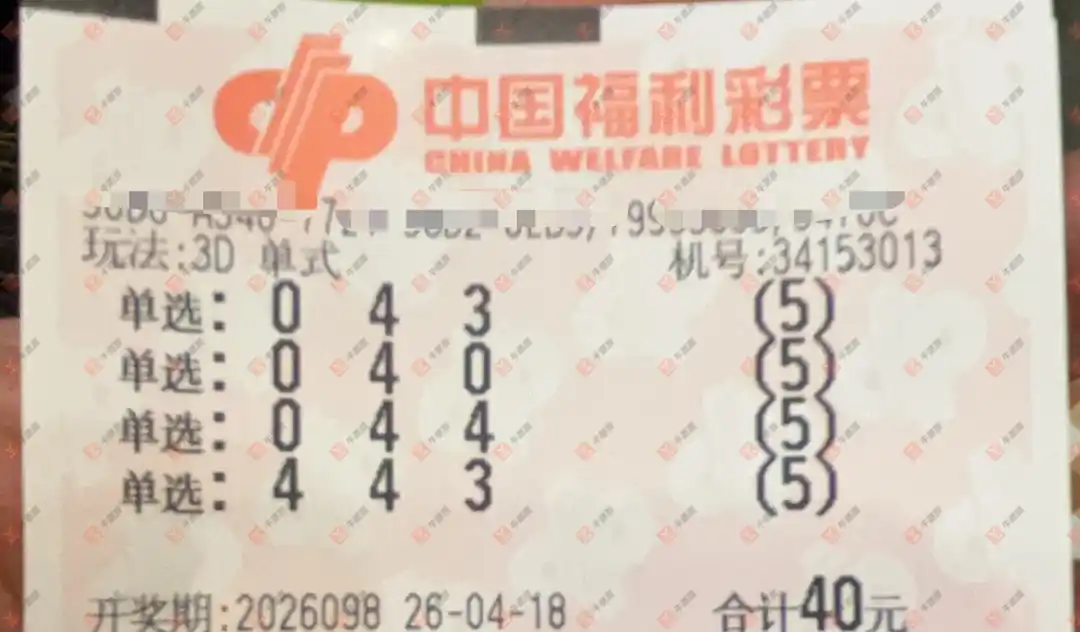 中国福利彩票
CHINA WELFARE LOTTERY
玩法:3D 单式 机号:34153013
单选: 0 4 3 (5)
单选: 0 4 0 (5)
单选: 0 4 4 (5)
单选: 4 4 3 (5)
开奖期:2026098 26-04-18 合计40元